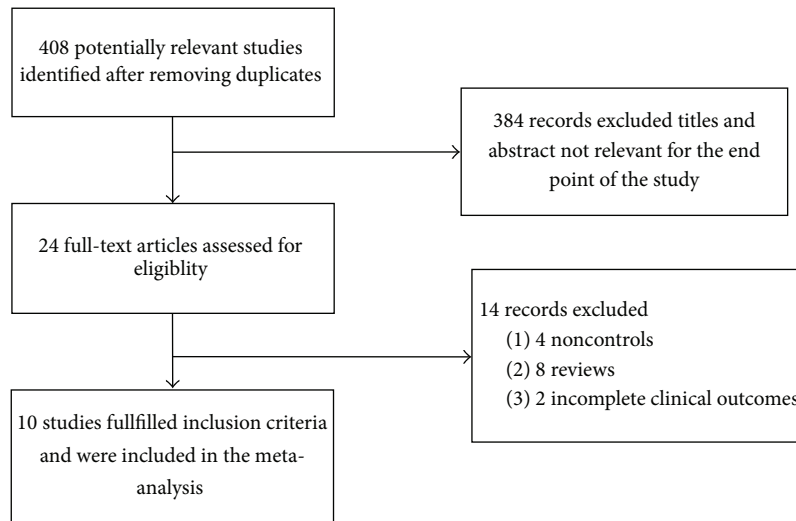 408 potentially relevant studies
identified after removing duplicates
384 records excluded titles and
abstract not relevant for the end
point of the study
24 full-text articles assessed for
eligiblity
14 records excluded
(1) 4 noncontrols
(2) 8 reviews
(3) 2 incomplete clinical outcomes
10 studies fullfilled inclusion criteria
and were included in the meta-
analysis